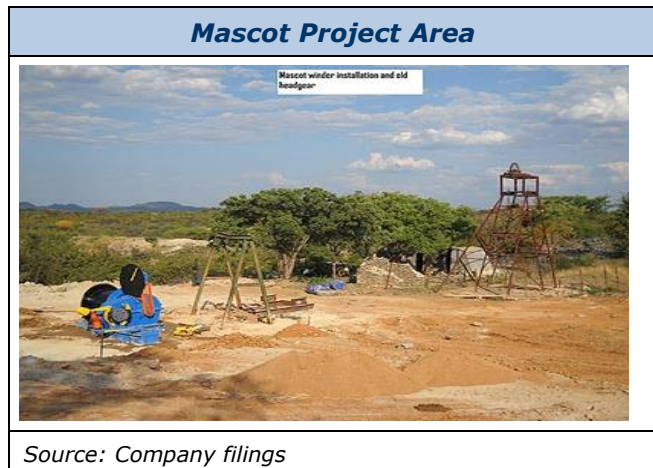 Mascot Project Area
Mascot winder installation and old
headgear
Source: Company filings